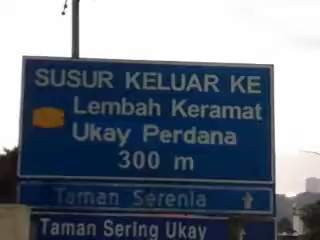 SUSUR KELUAR KE
Lembah Keramat
Ukay Perdana
300 m
Taman Serenia
Taman Sering Ukay